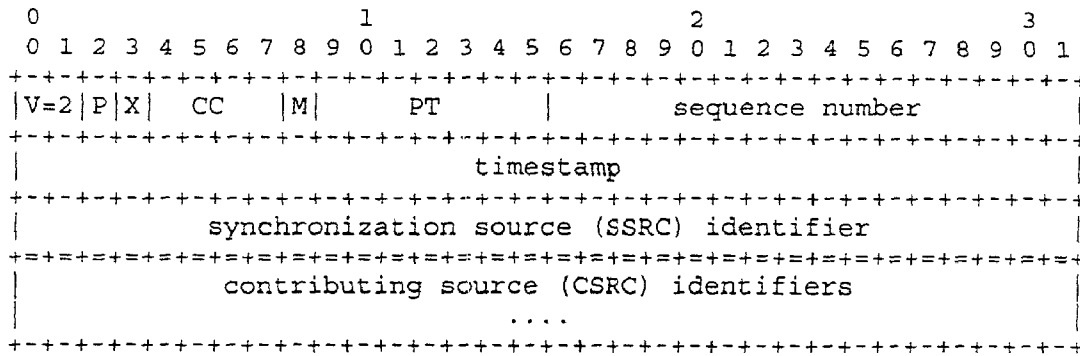 0                   1                   2                   3
0 1 2 3 4 5 6 7 8 9 0 1 2 3 4 5 6 7 8 9 0 1 2 3 4 5 6 7 8 9 0 1
+-+-+-+-+-+-+-+-+-+-+-+-+-+-+-+-+-+-+-+-+-+-+-+-+-+-+-+-+-+-+-+-+
|V=2|P|X|  CC   |M|     PT      |       sequence number         |
+-+-+-+-+-+-+-+-+-+-+-+-+-+-+-+-+-+-+-+-+-+-+-+-+-+-+-+-+-+-+-+-+
|                           timestamp                           |
+-+-+-+-+-+-+-+-+-+-+-+-+-+-+-+-+-+-+-+-+-+-+-+-+-+-+-+-+-+-+-+-+
|           synchronization source (SSRC) identifier            |
+=+=+=+=+=+=+=+=+=+=+=+=+=+=+=+=+=+=+=+=+=+=+=+=+=+=+=+=+=+=+=+=+
|            contributing source (CSRC) identifiers             |
|                             ....                              |
+-+-+-+-+-+-+-+-+-+-+-+-+-+-+-+-+-+-+-+-+-+-+-+-+-+-+-+-+-+-+-+-+